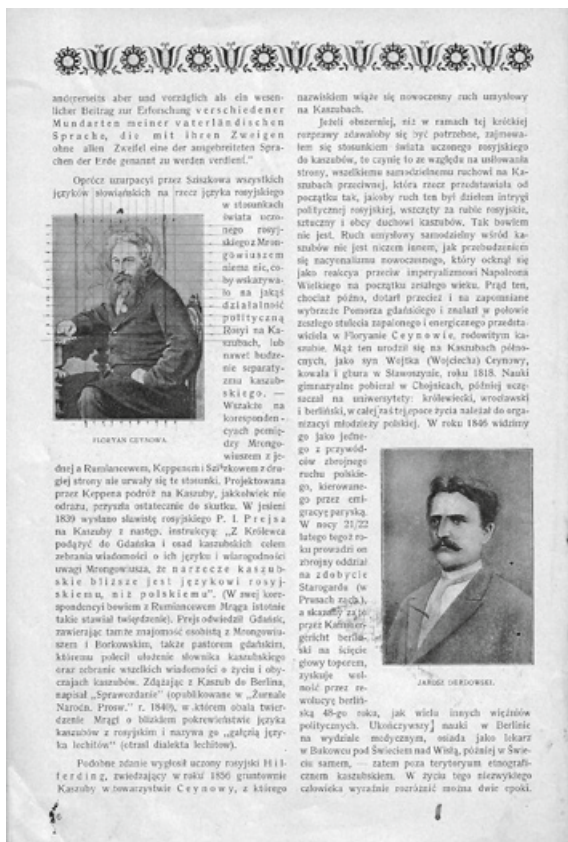 andrerseits aber und vorzüglich als ein wesen-
licher Beitrag zur Erforschung verschiedener
Mundarten meiner vaterländischen
Sprache, die mit ihren Zweigen
ohne allen Zweifel eine der ausgebreiteten Spra-
chen der Erde genannt zu werden verdient."
Oprócz uzurpacyi przez Sziszkowa wszystkich
języków słowiańskich na rzecz języka rosyjskiego
w stosunkach
świata uczo-
nego rosyj-
skiego z Mron-
gowiuszem
niema nic, co-
by wskazywa-
ło na jakąś
działalność
polityczną
Rosyi na Ka-
szubach, lub
nawet budze-
nie separaty-
zmu kaszub-
skiego. —
Wszakże na
koresponden-
cyach pomię-
dzy Mrongo-
wiuszem z je-
FLORYAN CEYNOWA.
dnej a Rumiancewem, Keppenem i Sziszkowem z dru-
giej strony nie urwały się te stosunki. Projektowana
przez Keppena podróż na Kaszuby, jakkolwiek nie
odrazu, przyszła ostatecznie do skutku. W jesieni
1839 wysłano slawistę rosyjskiego P. I. Prejsa
na Kaszuby z następ. instrukcyą: „Z Królewca
podążyć do Gdańska i osad kaszubskich celem
zebrania wiadomości o ich języku i wiarogodności
uwagi Mrongowiusza, że narzecze kaszub-
skie bliższe jest językowi rosyj-
skiemu, niż polskiemu". (W swej kore-
spondencyi bowiem z Rumiancewem Mrąga istotnie
takie stawiał twierdzenie). Prejs odwiedził Gdańsk,
zawierając tamże znajomość osobistą z Mrongowiu-
szem i Borkowskim, także pastorem gdańskim,
któremu polecił ułożenie słownika kaszubskiego
oraz zebranie wszelkich wiadomości o życiu i oby-
czajach kaszubów. Zdążając z Kaszub do Berlina,
napisał „Sprawozdanie" (opublikowane w „Żurnale
Narodn. Prosw." r. 1840), w którem obala twier-
dzenie Mrągi o blizkiem pokrewieństwie języka
kaszubów z rosyjskim i nazywa go „gałęzią języ-
ka lechitów" (otrasl dialekta lechitow).
Podobne zdanie wygłosił uczony rosyjski Hil-
ferding, zwiedzający w roku 1856 gruntownie
Kaszuby w towarzystwie Ceynowy, z którego
6
nazwiskiem wiąże się nowoczesny ruch umysłowy
na Kaszubach.
Jeżeli obszerniej, niż w ramach tej krótkiej
rozprawy zdawałoby się być potrzebne, zajmowa-
łem się stosunkiem świata uczonego rosyjskiego
do kaszubów, to czynię to ze względu na usiłowania
strony, wszelkiemu samodzielnemu ruchowi na Ka-
szubach przeciwnej, która rzecz przedstawiała od
początku tak, jakoby ruch ten był dziełem intrygi
politycznej rosyjskiej, wszczęty za ruble rosyjskie,
sztuczny i obcy duchowi kaszubów. Tak bowiem
nie jest. Ruch umysłowy samodzielny wśród ka-
szubów nie jest niczem innem, jak przebudzeniem
się nacyonalizmu nowoczesnego, który ocknął się
jako reakcya przeciw imperyalizmowi Napoleona
Wielkiego na początku zeszłego wieku. Prąd ten,
chociaż późno, dotarł przecież i na zapomniane
wybrzeże Pomorza gdańskiego i znalazł w połowie
zeszłego stulecia zapalonego i energicznego przedsta-
wiciela w Floryanie Ceynowie, rodowitym ka-
szubie. Mąż ten urodził się na Kaszubach półno-
cnych, jako syn Wojtka (Wojciecha) Ceynowy,
kowala i gbura w Sławoszynie, roku 1818. Nauki
gimnazyalne pobierał w Chojnicach, później uczę-
szczał na uniwersytety: królewiecki, wrocławski
i berliński, w całej zaś tej epoce życia należał do orga-
nizacyi młodzieży polskiej. W roku 1846 widzimy
go jako jedne-
go z przywód-
ców zbrojnego
ruchu polskie-
go, kierowane-
go przez emi-
gracyę paryską.
W nocy 21/22
lutego tegoż ro-
ku prowadzi on
zbrojny oddział
na zdobycie
Starogarda (w
Prusach zach.),
a skazany za to
przez Kammer-
gericht berliń-
ski na ścięcie
głowy toporem,
zyskuje wol-
ność przez re-
wolucyę berliń-
JAROSZ DERDOWSKI.
ską 48-go roku, jak wielu innych więźniów
politycznych. Ukończywszy nauki w Berlinie
na wydziale medycznym, osiada jako lekarz
w Bukowcu pod Świeciem nad Wisłą, później w Świe-
ciu samem, — zatem poza terytoryum etnografi-
cznem kaszubskiem. W życiu tego niezwykłego
człowieka wyraźnie rozróżnić można dwie epoki.